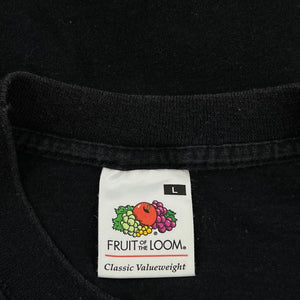 L
®
FRUIT OF THE LOOM®
Classic Valueweight